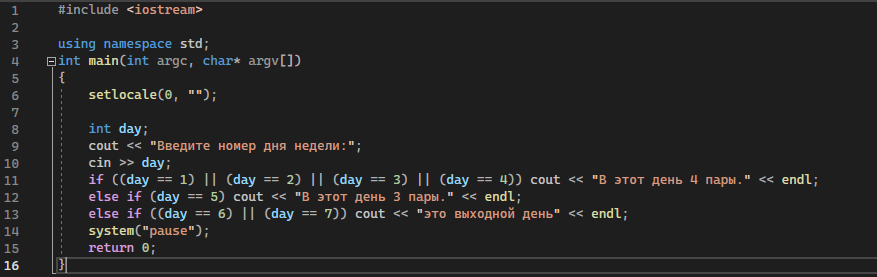 1 #include <iostream>
2
3 using namespace std;
4 int main(int argc, char* argv[])
5 {
6 setlocale(0, "");
7
8 int day;
9 cout << "Введите номер дня недели:";
10 cin >> day;
11 if ((day == 1) || (day == 2) || (day == 3) || (day == 4)) cout << "В этот день 4 пары." << endl;
12 else if (day == 5) cout << "В этот день 3 пары." << endl;
13 else if ((day == 6) || (day == 7)) cout << "это выходной день" << endl;
14 system("pause");
15 return 0;
16 }